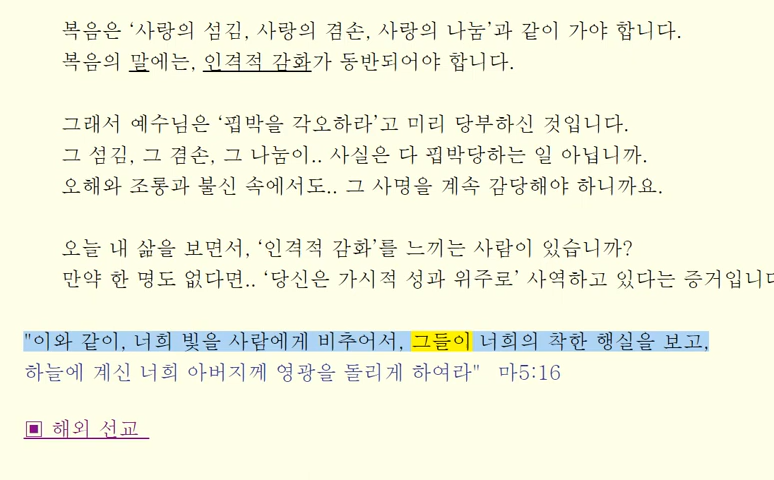 복음은 ‘사랑의 섬김, 사랑의 겸손, 사랑의 나눔’과 같이 가야 합니다.
복음의 말에는, 인격적 감화가 동반되어야 합니다.
그래서 예수님은 ‘핍박을 각오하라’고 미리 당부하신 것입니다.
그 섬김, 그 겸손, 그 나눔이.. 사실은 다 핍박당하는 일 아닙니까.
오해와 조롱과 불신 속에서도.. 그 사명을 계속 감당해야 하니까요.
오늘 내 삶을 보면서, ‘인격적 감화’를 느끼는 사람이 있습니까?
만약 한 명도 없다면.. ‘당신은 가시적 성과 위주로’ 사역하고 있다는
"이와 같이, 너희 빛을 사람에게 비추어서, 그들이 너희의 착한 행실을 보고,
하늘에 계신 너희 아버지께 영광을 돌리게 하여라" 마5:16
▣ 해외 선교